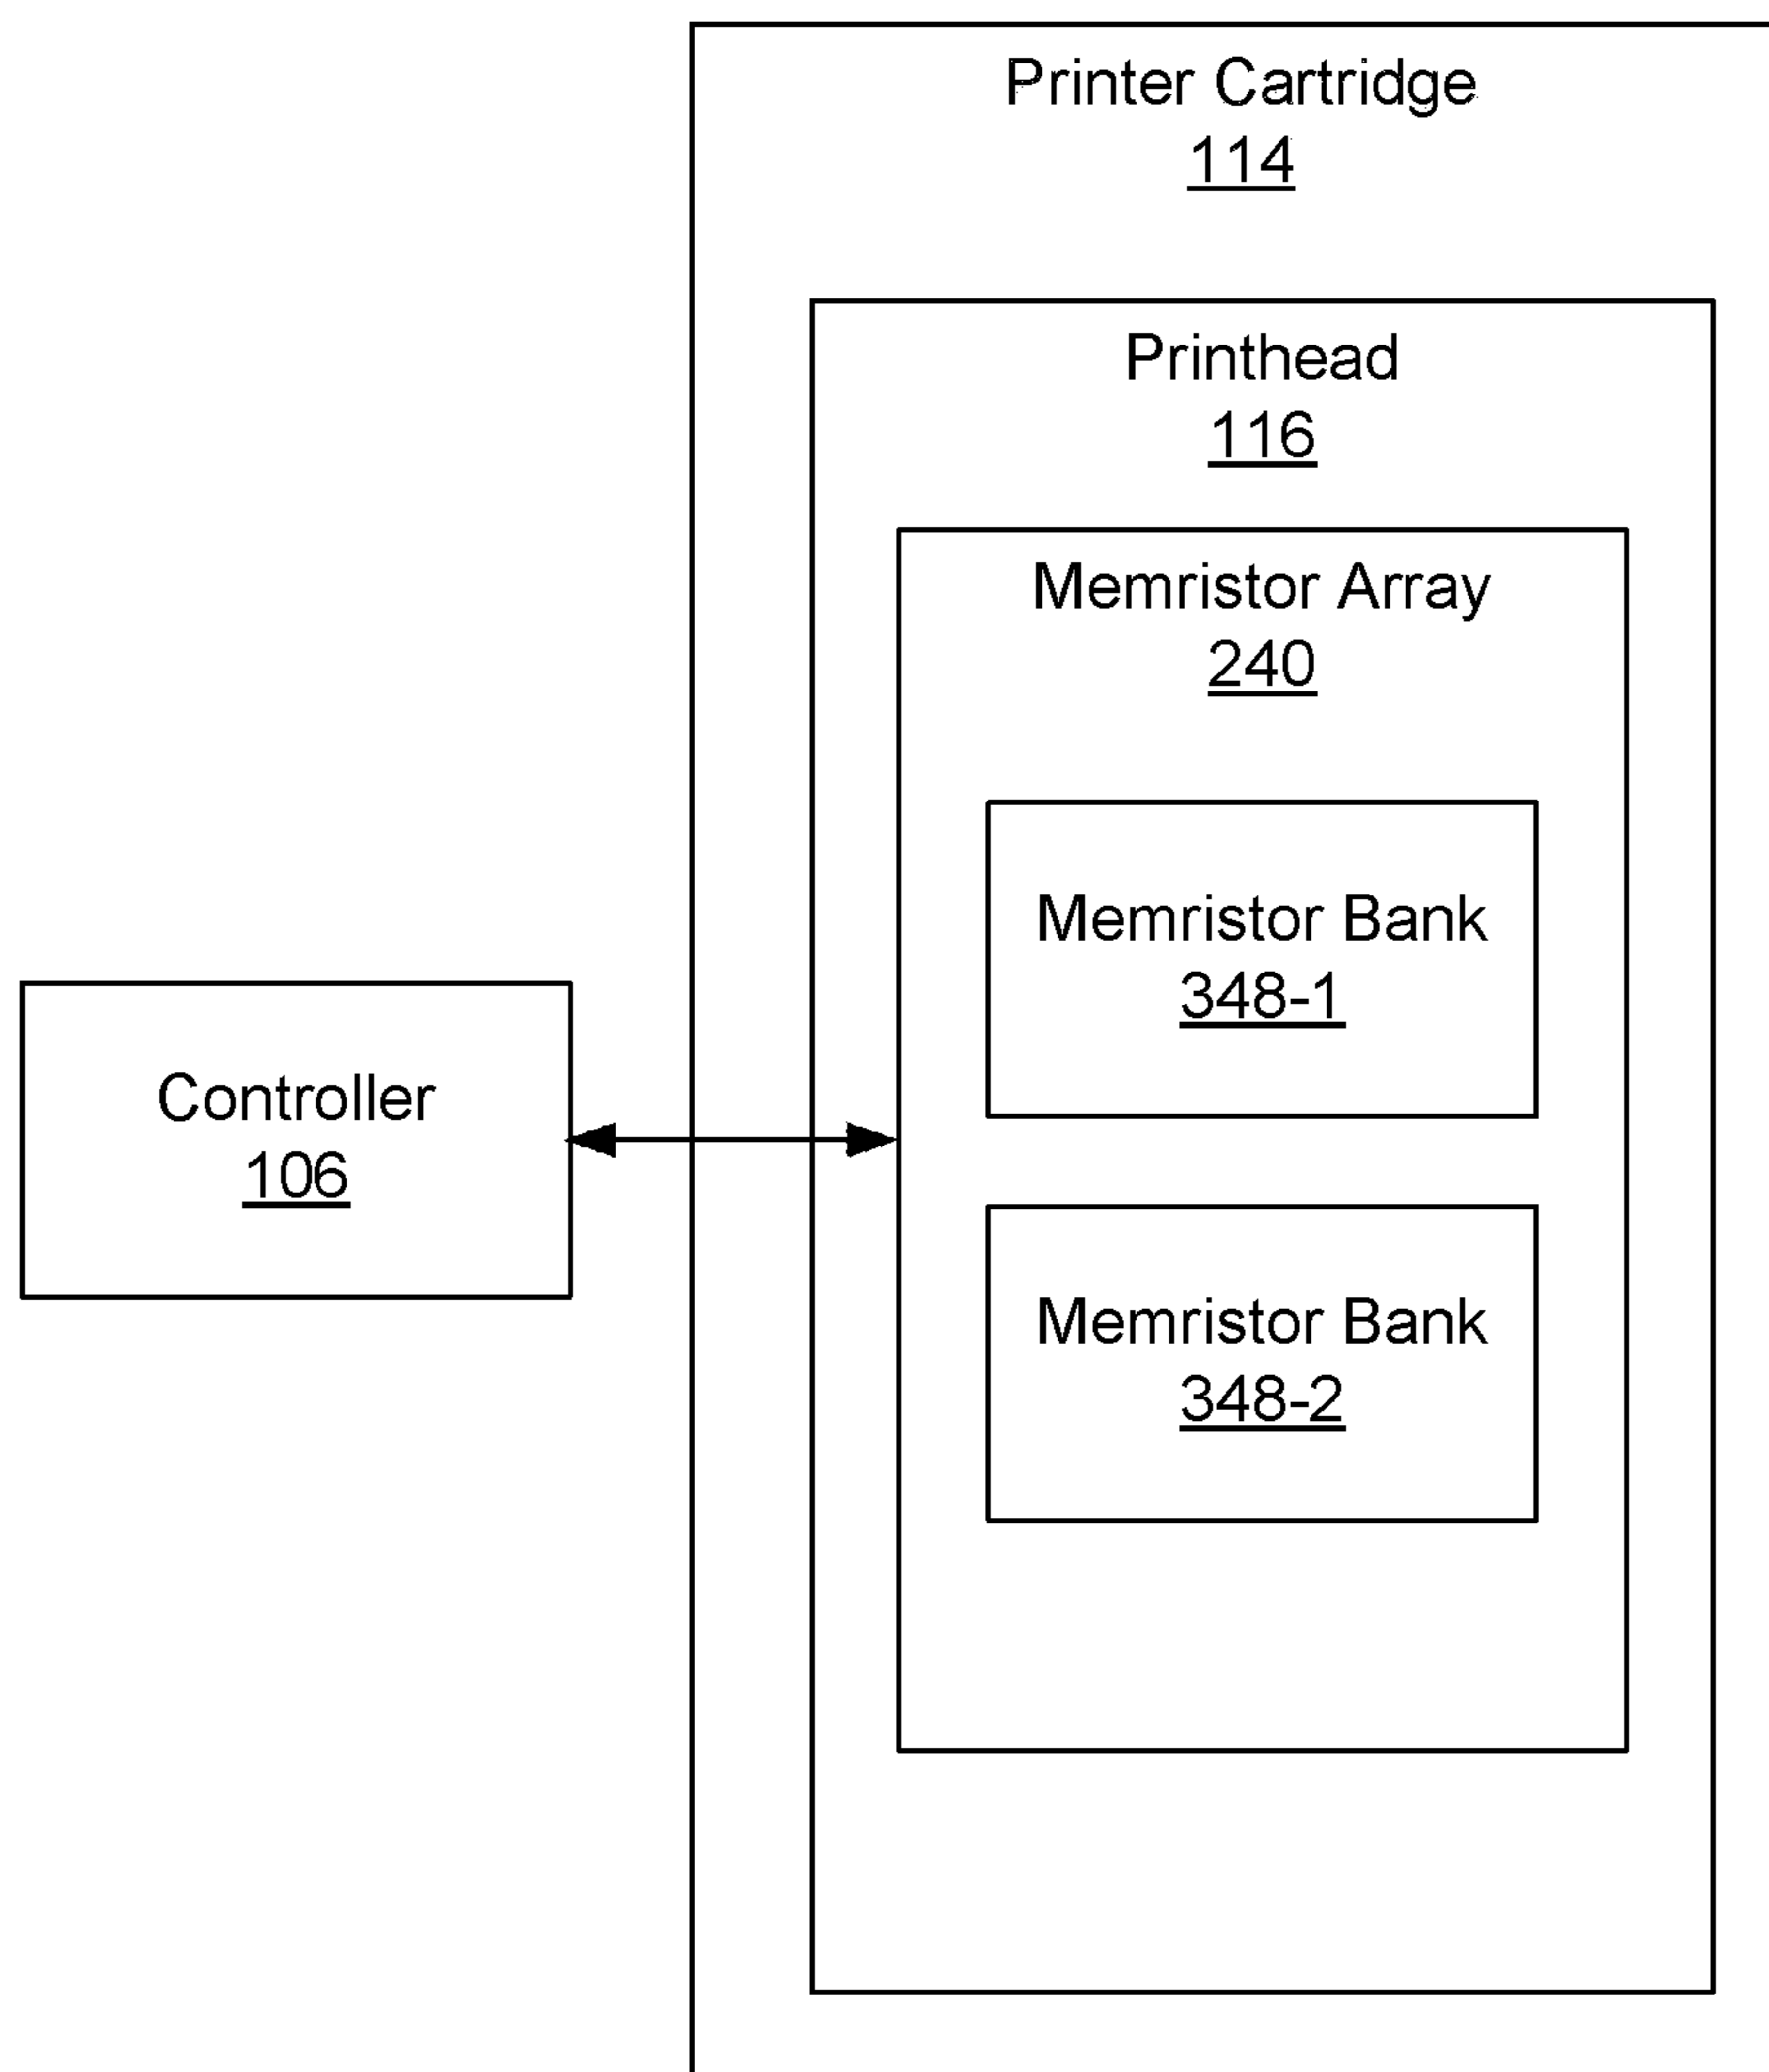 Printer Cartridge
114
Printhead
116
Memristor Array
240
Memristor Bank
348-1
Controller
106
Memristor Bank
348-2